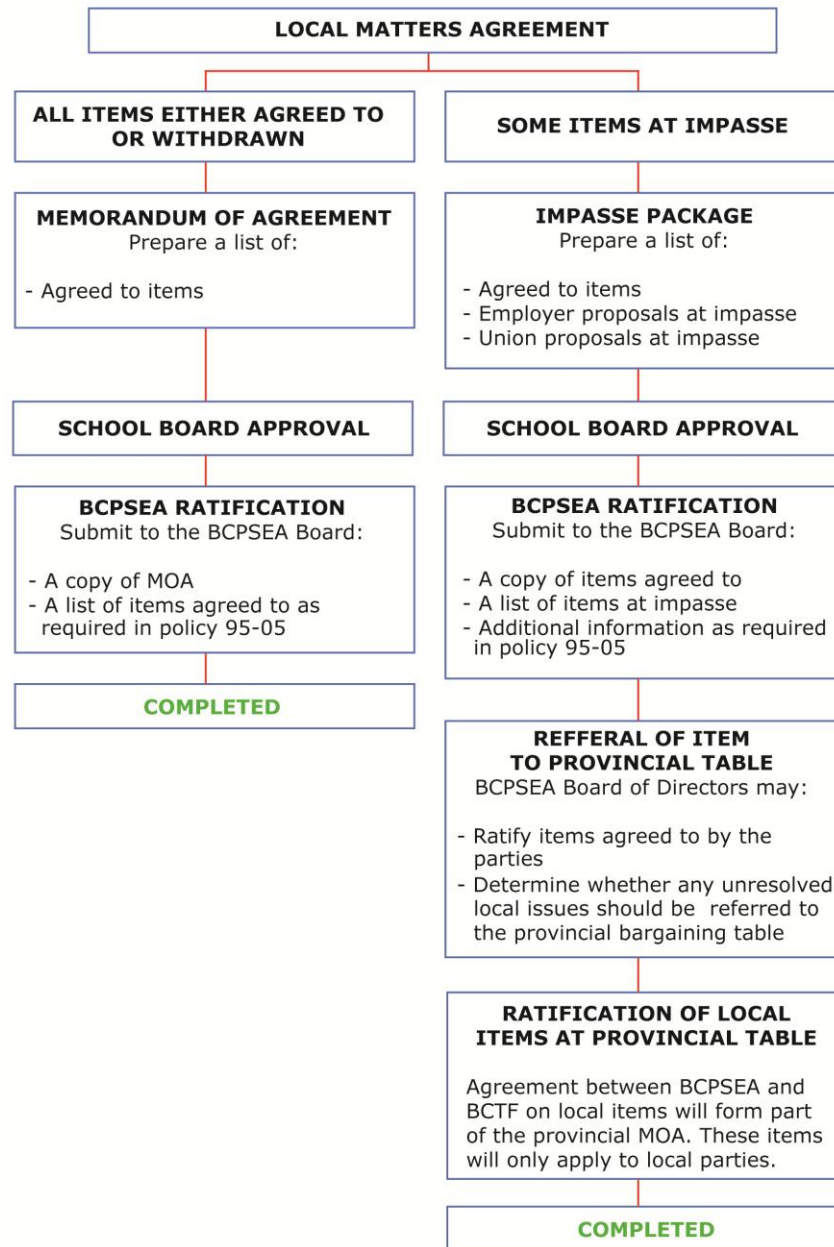 LOCAL MATTERS AGREEMENT
ALL ITEMS EITHER AGREED TO
OR WITHDRAWN
MEMORANDUM OF AGREEMENT
Prepare a list of:
- Agreed to items
SCHOOL BOARD APPROVAL
BCPSEA RATIFICATION
Submit to the BCPSEA Board:
- A copy of MOA
- A list of items agreed to as
required in policy 95-05
COMPLETED
SOME ITEMS AT IMPASSE
IMPASSE PACKAGE
Prepare a list of:
- Agreed to items
- Employer proposals at impasse
- Union proposals at impasse
SCHOOL BOARD APPROVAL
BCPSEA RATIFICATION
Submit to the BCPSEA Board:
- A copy of items agreed to
- A list of items at impasse
- Additional information as required
in policy 95-05
REFFERAL OF ITEM
TO PROVINCIAL TABLE
BCPSEA Board of Directors may:
- Ratify items agreed to by the
parties
- Determine whether any unresolved
local issues should be referred to
the provincial bargaining table
RATIFICATION OF LOCAL
ITEMS AT PROVINCIAL TABLE
Agreement between BCPSEA and
BCTF on local items will form part
of the provincial MOA. These items
will only apply to local parties.
COMPLETED